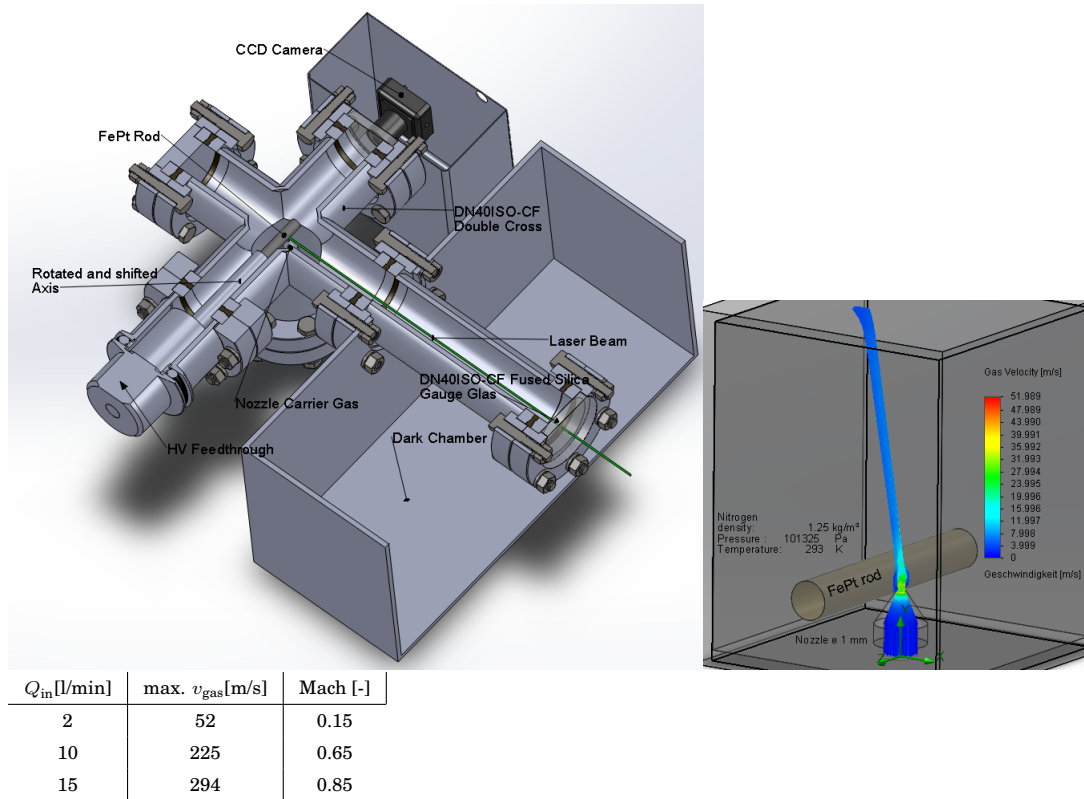 CCD Camera
FePt Rod
DN40ISO-CF
Double Cross
Rotated and shifted
Axis
Laser Beam
DN40ISO-CF Fused Silica
Gauge Glas
Nozzle Carrier Gas
Dark Chamber
HV Feedthrough
Gas Velocity [m/s]
51.989
47.989
43.990
39.991
35.992
31.993
27.994
23.995
19.996
15.996
11.997
7.998
3.999
0
Geschwindigkeit [m/s]
Nitrogen
density: 1.25 kg/m³
Pressure : 101325 Pa
Temperature: 293 K
FePt rod
Nozzle ø 1 mm
Y
Z X
Qin[l/min] max. vgas[m/s] Mach [-]
2 52 0.15
10 225 0.65
15 294 0.85